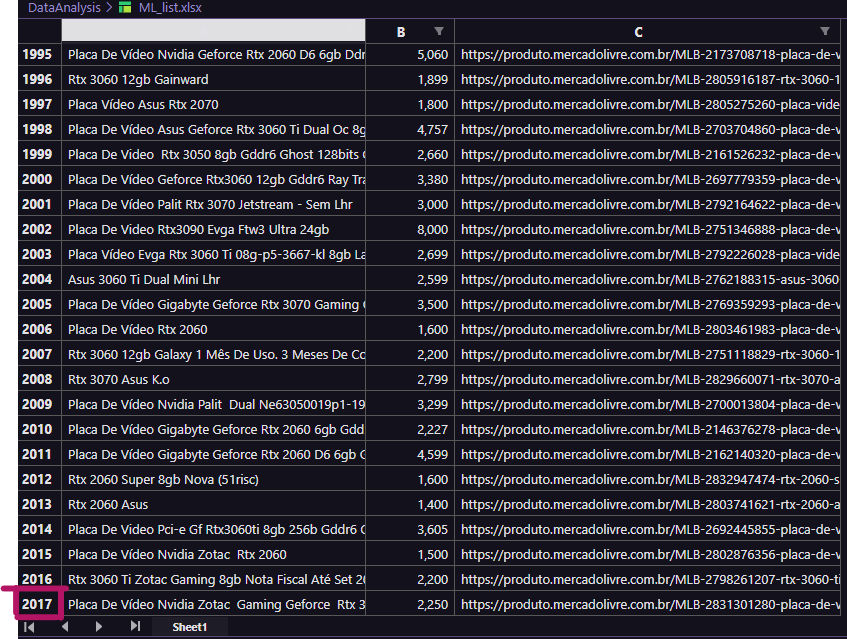 DataAnalysis > ML_list.xlsx
B C
1995 Placa De Vídeo Nvidia Geforce Rtx 2060 D6 6gb Ddr 5,060 https://produto.mercadolivre.com.br/MLB-2173708718-placa-de-v
1996 Rtx 3060 12gb Gainward 1,899 https://produto.mercadolivre.com.br/MLB-2805916187-rtx-3060-1
1997 Placa Vídeo Asus Rtx 2070 1,800 https://produto.mercadolivre.com.br/MLB-2805275260-placa-vide
1998 Placa De Vídeo Asus Geforce Rtx 3060 Ti Dual Oc 8g 4,757 https://produto.mercadolivre.com.br/MLB-2703704860-placa-de-v
1999 Placa De Video  Rtx 3050 8gb Gddr6 Ghost 128bits 2,660 https://produto.mercadolivre.com.br/MLB-2161526232-placa-de-v
2000 Placa De Vídeo Geforce Rtx3060 12gb Gddr6 Ray Tra 3,380 https://produto.mercadolivre.com.br/MLB-2697779359-placa-de-v
2001 Placa De Vídeo Palit Rtx 3070 Jetstream - Sem Lhr 3,000 https://produto.mercadolivre.com.br/MLB-2792164622-placa-de-v
2002 Placa De Video Rtx3090 Evga Ftw3 Ultra 24gb 8,000 https://produto.mercadolivre.com.br/MLB-2751346888-placa-de-v
2003 Placa Vídeo Evga Rtx 3060 Ti 08g-p5-3667-kl 8gb La 2,699 https://produto.mercadolivre.com.br/MLB-2792226028-placa-vide
2004 Asus 3060 Ti Dual Mini Lhr 2,599 https://produto.mercadolivre.com.br/MLB-2762188315-asus-3060
2005 Placa De Vídeo Gigabyte Geforce Rtx 3070 Gaming 3,500 https://produto.mercadolivre.com.br/MLB-2769359293-placa-de-v
2006 Placa De Vídeo Rtx 2060 1,600 https://produto.mercadolivre.com.br/MLB-2803461983-placa-de-v
2007 Rtx 3060 12gb Galaxy 1 Mês De Uso. 3 Meses De Co 2,200 https://produto.mercadolivre.com.br/MLB-2751118829-rtx-3060-1
2008 Rtx 3070 Asus K.o 2,799 https://produto.mercadolivre.com.br/MLB-2829660071-rtx-3070-a
2009 Placa De Vídeo Nvidia Palit  Dual Ne63050019p1-19 3,299 https://produto.mercadolivre.com.br/MLB-2700013804-placa-de-v
2010 Placa De Vídeo Gigabyte Geforce Rtx 2060 6gb Gdd 2,227 https://produto.mercadolivre.com.br/MLB-2146376278-placa-de-v
2011 Placa De Vídeo Gigabyte Geforce Rtx 2060 D6 6gb G 4,599 https://produto.mercadolivre.com.br/MLB-2162140320-placa-de-v
2012 Rtx 2060 Super 8gb Nova (51risc) 1,600 https://produto.mercadolivre.com.br/MLB-2832947474-rtx-2060-s
2013 Rtx 2060 Asus 1,400 https://produto.mercadolivre.com.br/MLB-2803741621-rtx-2060-a
2014 Placa De Video Pci-e Gf Rtx3060ti 8gb 256b Gddr6 3,605 https://produto.mercadolivre.com.br/MLB-2692445855-placa-de-v
2015 Placa De Vídeo Nvidia Zotac  Rtx 2060 1,500 https://produto.mercadolivre.com.br/MLB-2802876356-placa-de-v
2016 Rtx 3060 Ti Zotac Gaming 8gb Nota Fiscal Até Set 20 2,200 https://produto.mercadolivre.com.br/MLB-2798261207-rtx-3060-ti
2017 Placa De Vídeo Nvidia Zotac  Gaming Geforce  Rtx 3 2,250 https://produto.mercadolivre.com.br/MLB-2831301280-placa-de-v
Sheet1